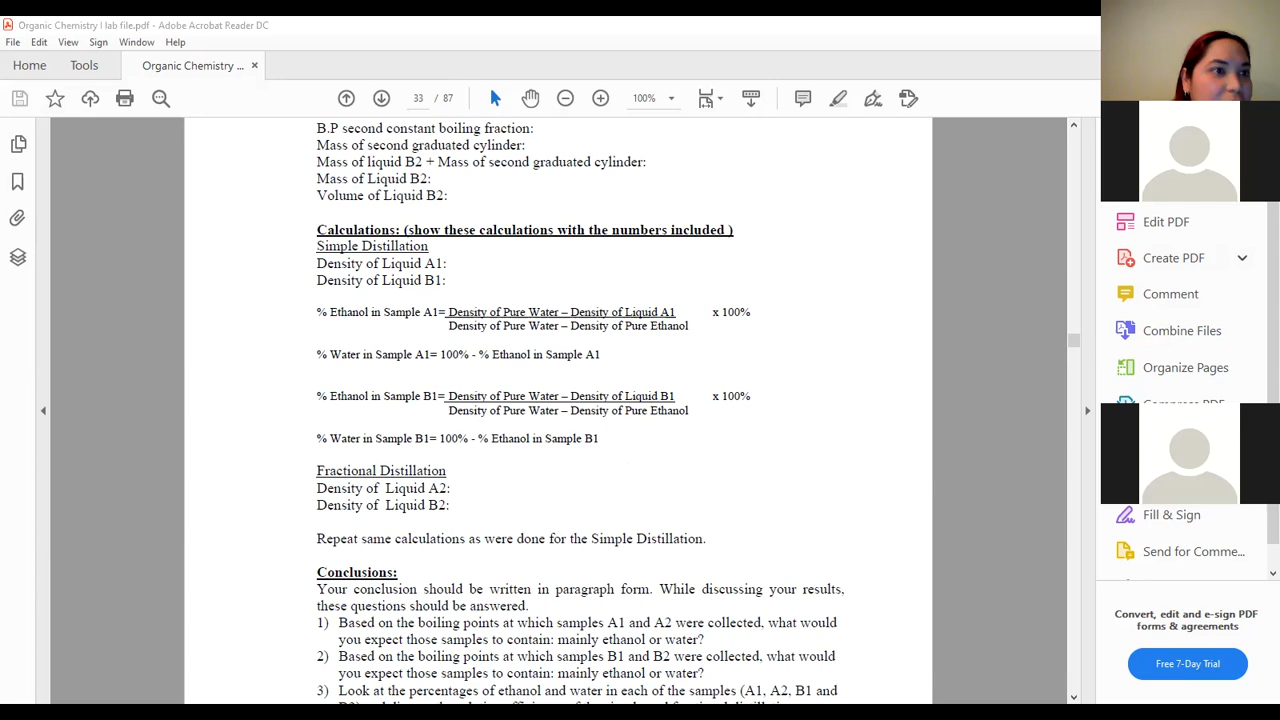 Organic Chemistry I lab file.pdf - Adobe Acrobat Reader DC
File Edit View Sign Window Help
Home Tools Organic Chemistry ... ×
33 / 87 100%
B.P second constant boiling fraction:
Mass of second graduated cylinder:
Mass of liquid B2 + Mass of second graduated cylinder:
Mass of Liquid B2:
Volume of Liquid B2:
Calculations: (show these calculations with the numbers included )
Simple Distillation
Density of Liquid A1:
Density of Liquid B1:
% Ethanol in Sample A1= Density of Pure Water – Density of Liquid A1 x 100%
Density of Pure Water – Density of Pure Ethanol
% Water in Sample A1= 100% - % Ethanol in Sample A1
% Ethanol in Sample B1= Density of Pure Water – Density of Liquid B1 x 100%
Density of Pure Water – Density of Pure Ethanol
% Water in Sample B1= 100% - % Ethanol in Sample B1
Fractional Distillation
Density of Liquid A2:
Density of Liquid B2:
Repeat same calculations as were done for the Simple Distillation.
Conclusions:
Your conclusion should be written in paragraph form. While discussing your results,
these questions should be answered.
1) Based on the boiling points at which samples A1 and A2 were collected, what would
you expect those samples to contain: mainly ethanol or water?
2) Based on the boiling points at which samples B1 and B2 were collected, what would
you expect those samples to contain: mainly ethanol or water?
3) Look at the percentages of ethanol and water in each of the samples (A1, A2, B1 and
Edit PDF
Create PDF
Comment
Combine Files
Organize Pages
Fill & Sign
Send for Comme...
Convert, edit and e-sign PDF
forms & agreements
Free 7-Day Trial